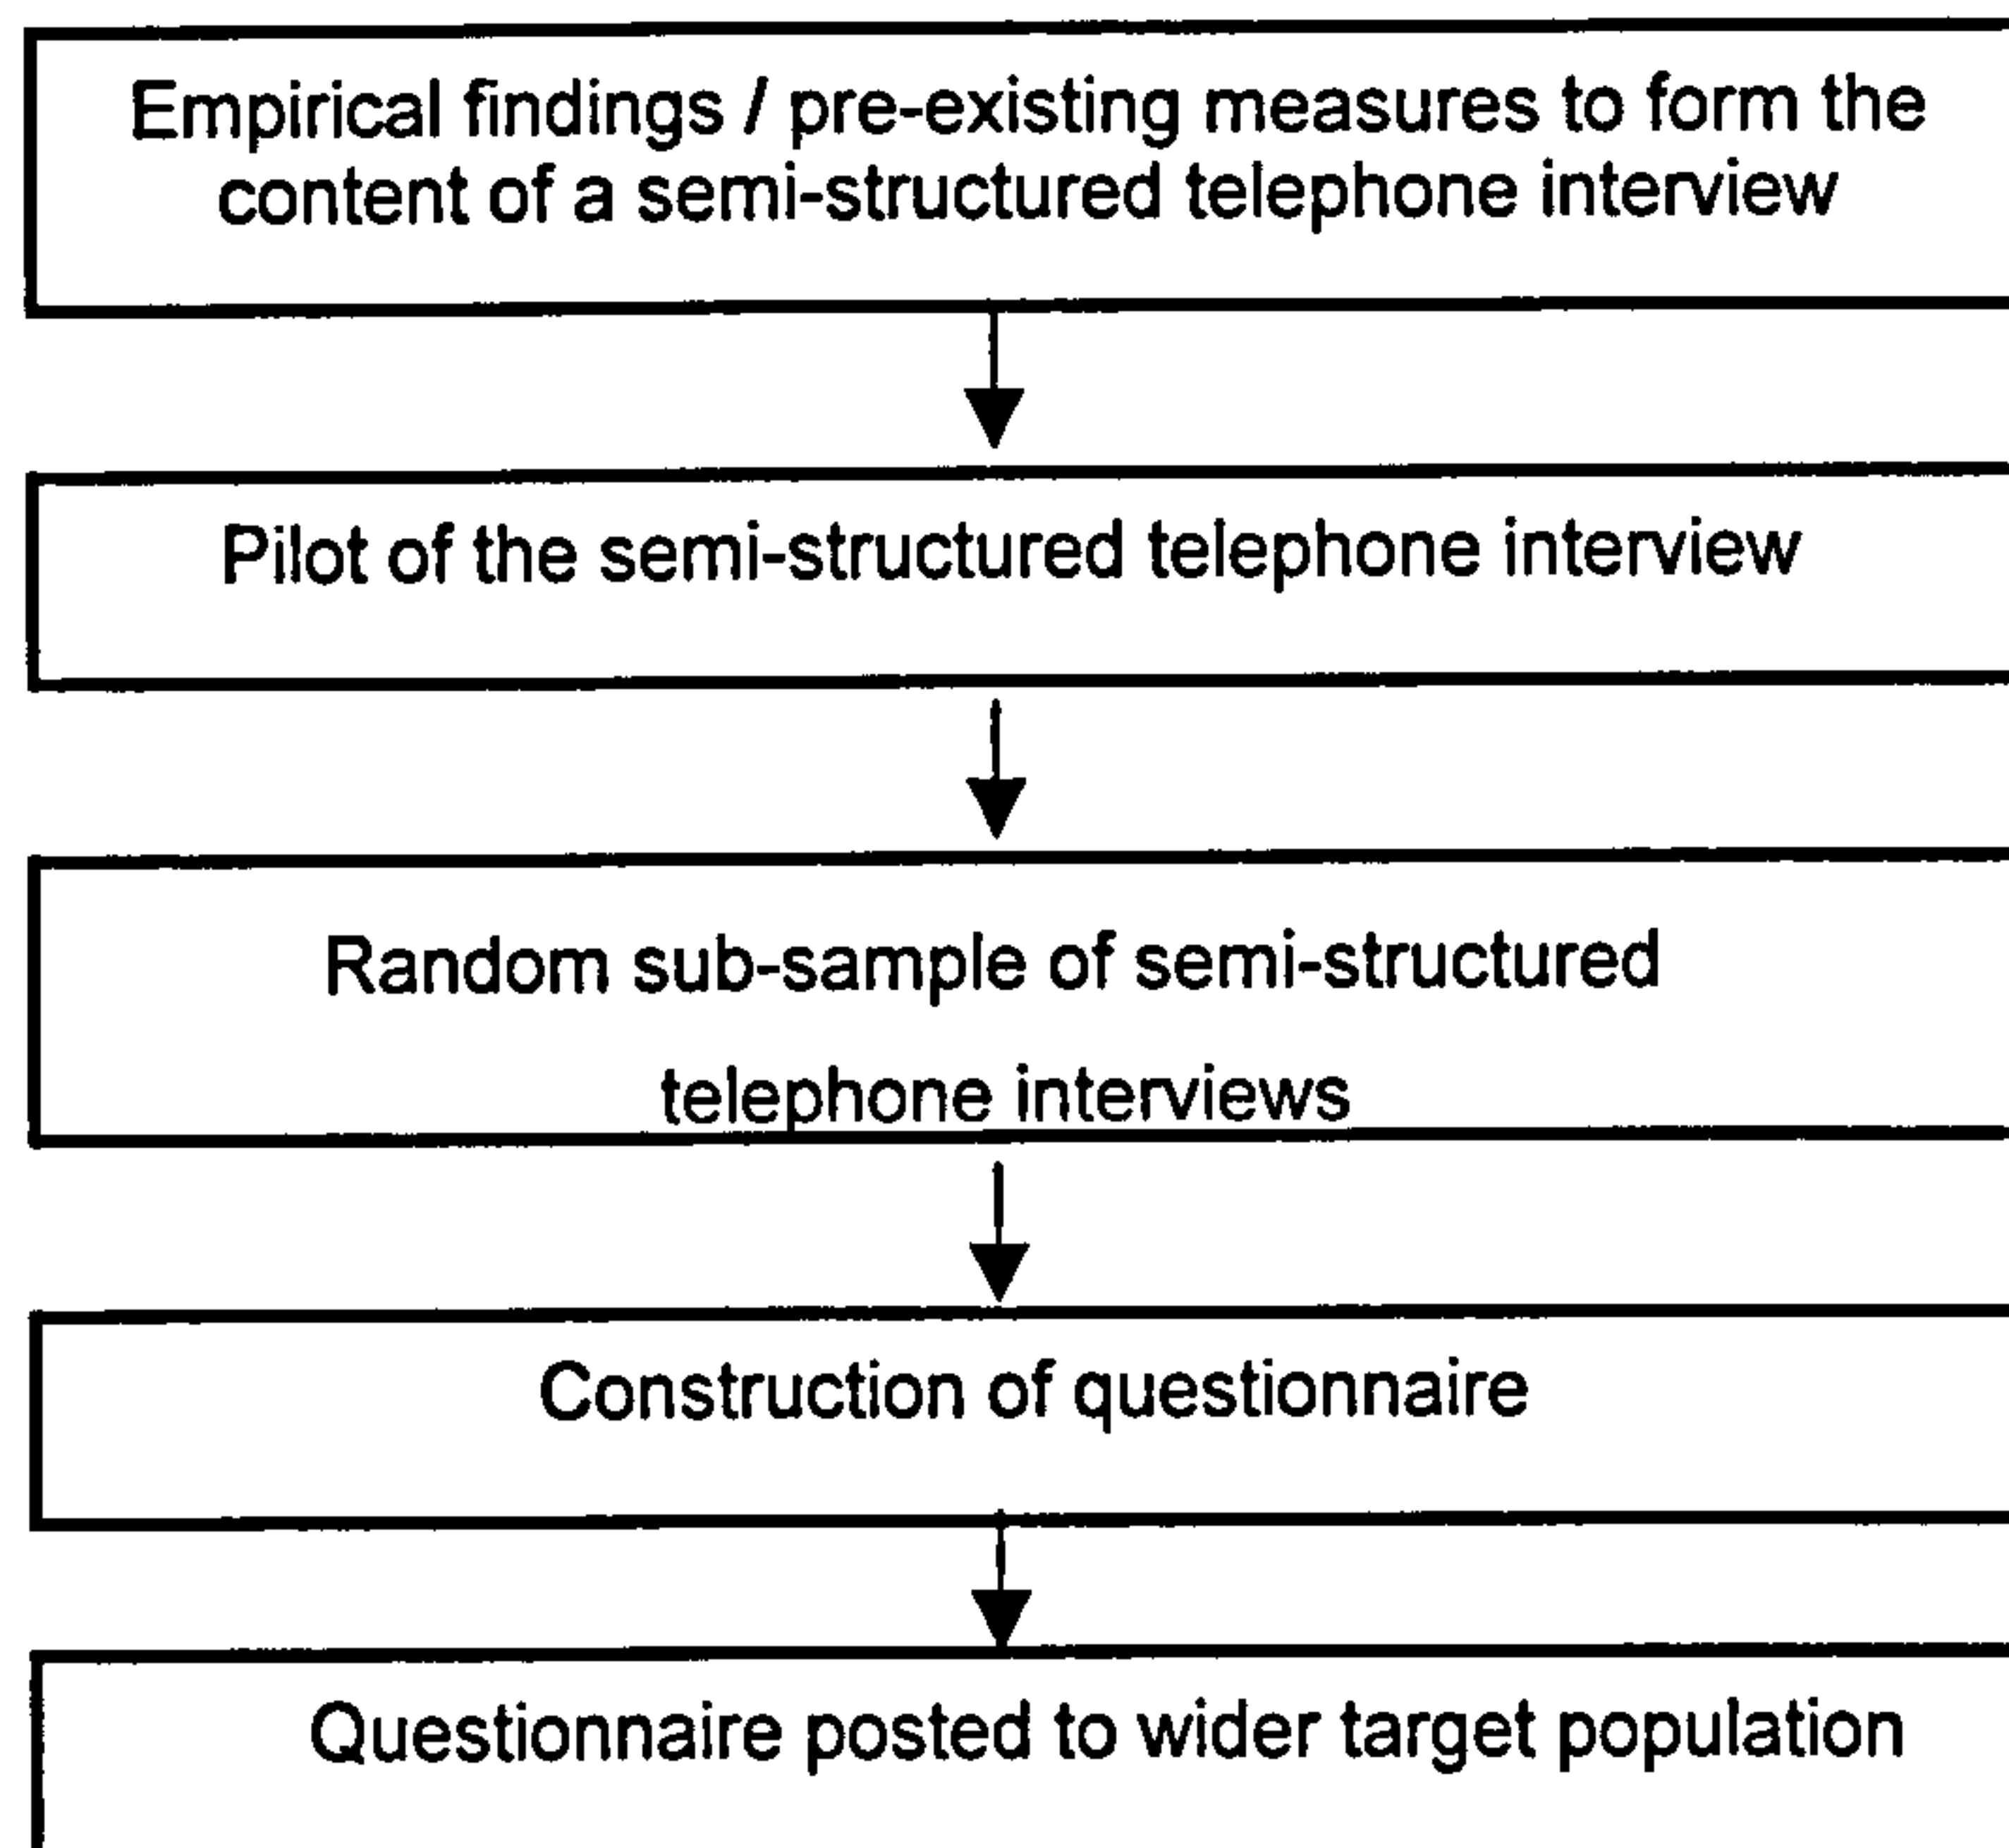 Empirical findings / pre-existing measures to form the
content of a semi-structured telephone interview
Pilot of the semi-structured telephone interview
Random sub-sample of semi-structured
telephone interviews
Construction of questionnaire
Questionnaire posted to wider target population